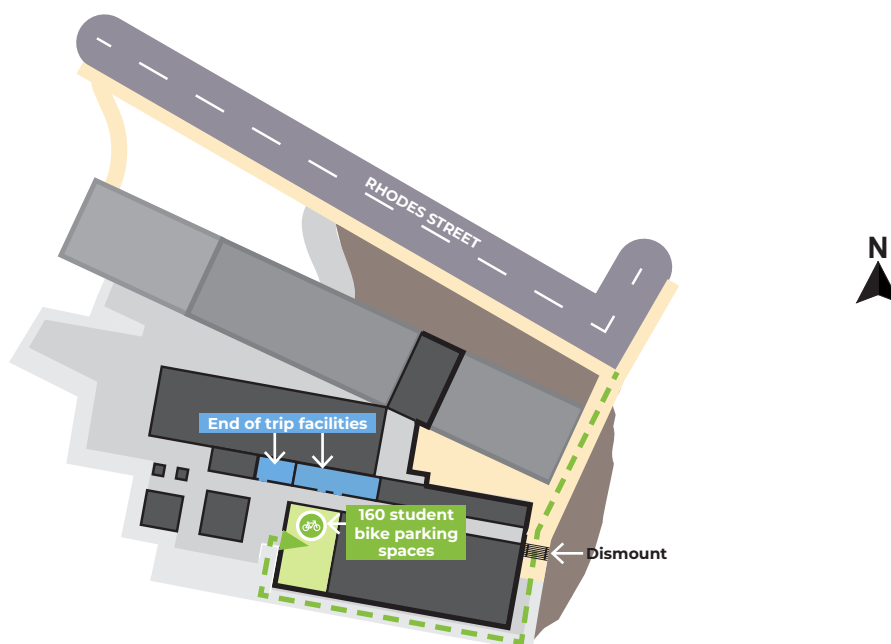 RHODES STREET
N
End of trip facilities
160 student
bike parking
spaces
Dismount